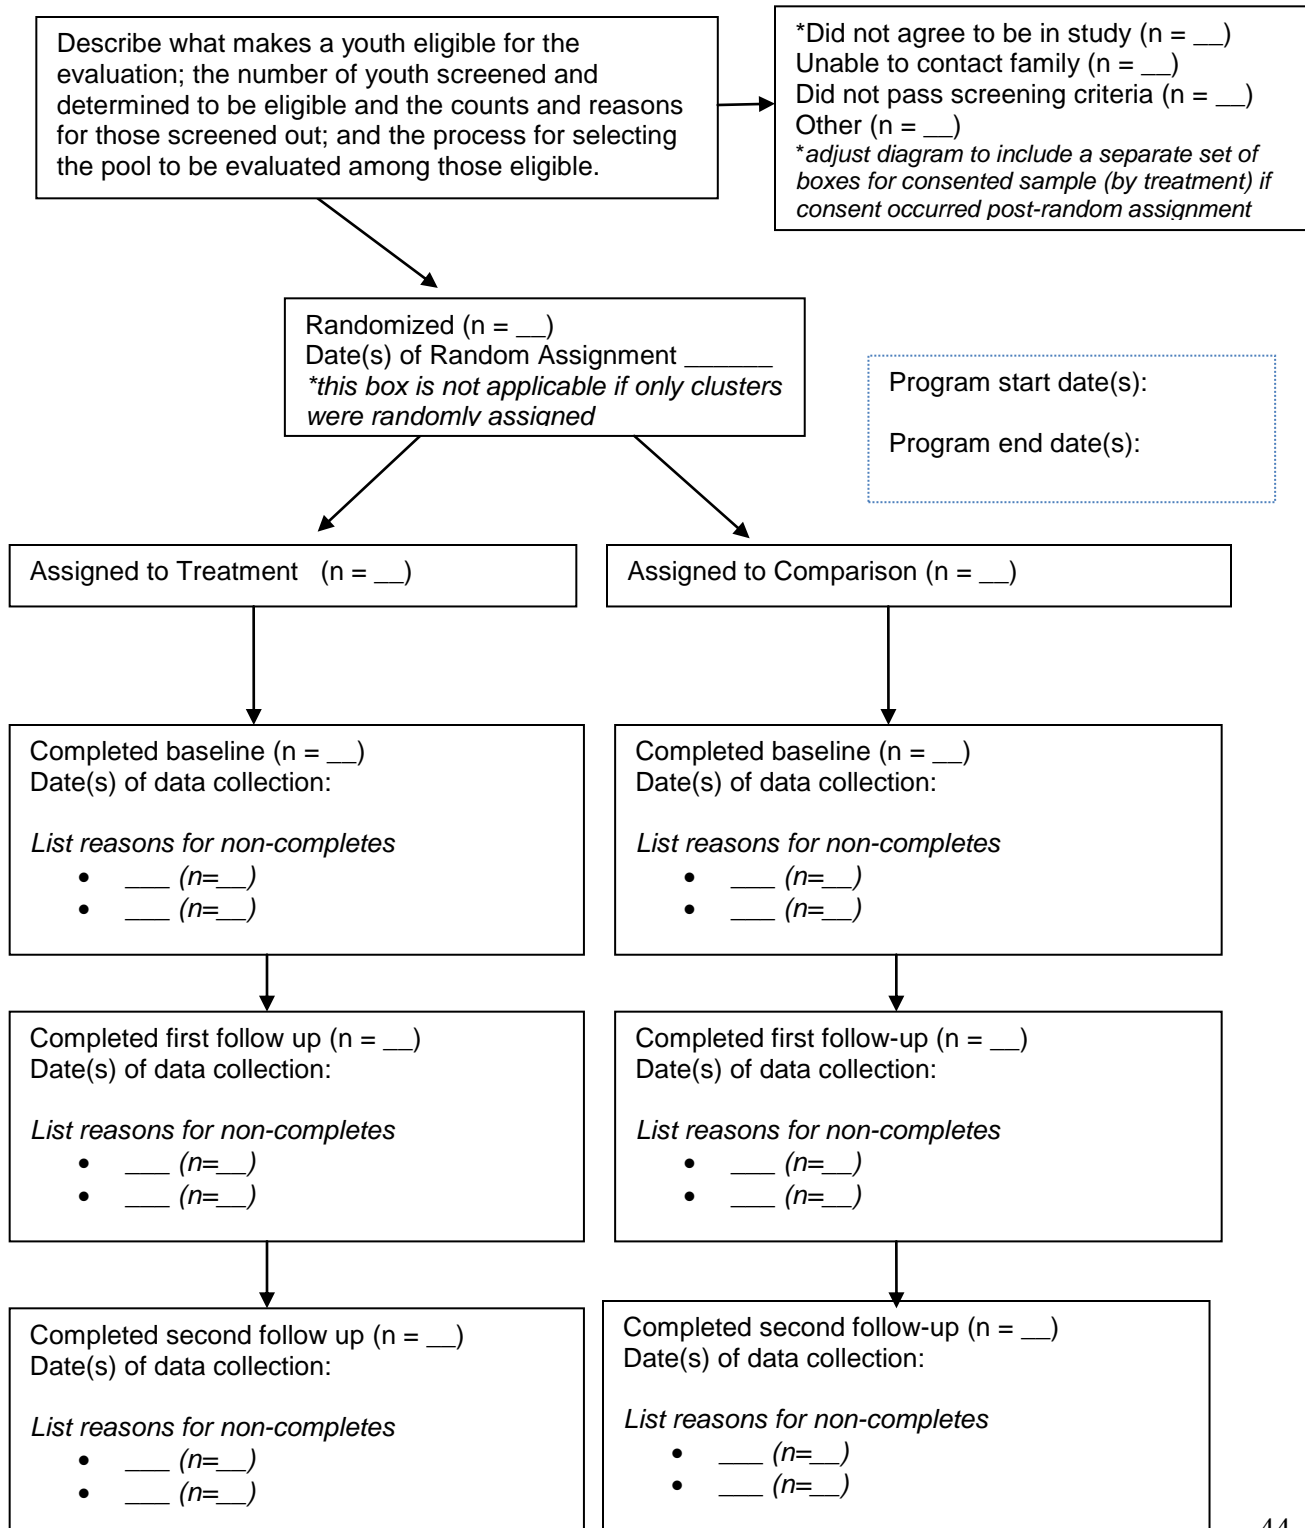 Describe what makes a youth eligible for the
evaluation; the number of youth screened and
determined to be eligible and the counts and reasons
for those screened out; and the process for selecting
the pool to be evaluated among those eligible.
*Did not agree to be in study (n = __)
Unable to contact family (n = __)
Did not pass screening criteria (n = __)
Other (n = __)
*adjust diagram to include a separate set of
boxes for consented sample (by treatment) if
consent occurred post-random assignment
Randomized (n = __)
Date(s) of Random Assignment ______
*this box is not applicable if only clusters
were randomly assigned
Program start date(s):
Program end date(s):
Assigned to Treatment (n = __)
Assigned to Comparison (n = __)
Completed baseline (n = __)
Date(s) of data collection:
List reasons for non-completes
• ___ (n=__)
• ___ (n=__)
Completed baseline (n = __)
Date(s) of data collection:
List reasons for non-completes
• ___ (n=__)
• ___ (n=__)
Completed first follow up (n = __)
Date(s) of data collection:
List reasons for non-completes
• ___ (n=__)
• ___ (n=__)
Completed first follow-up (n = __)
Date(s) of data collection:
List reasons for non-completes
• ___ (n=__)
• ___ (n=__)
Completed second follow up (n = __)
Date(s) of data collection:
List reasons for non-completes
• ___ (n=__)
• ___ (n=__)
Completed second follow-up (n = __)
Date(s) of data collection:
List reasons for non-completes
• ___ (n=__)
• ___ (n=__)
44